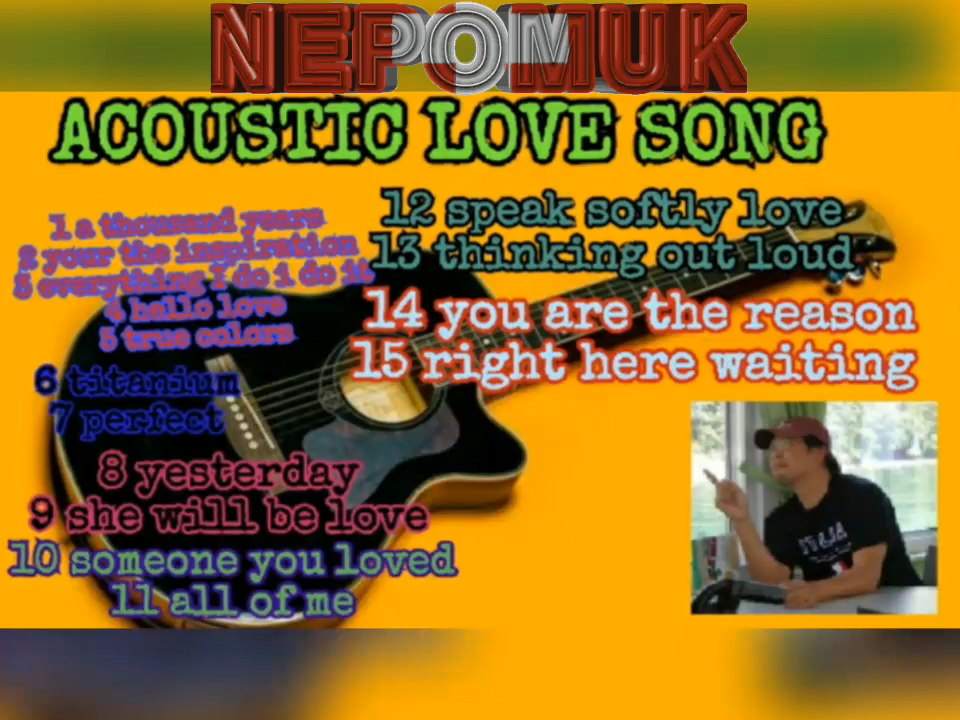 NEPOMUK
ACOUSTIC LOVE SONG
1 a thousand years
2 your the inspiration
3 everything I do i do it
4 hello love
5 true colors
6 titanium
7 perfect
8 yesterday
9 she will be love
10 someone you loved
11 all of me
12 speak softly love
13 thinking out loud
14 you are the reason
15 right here waiting